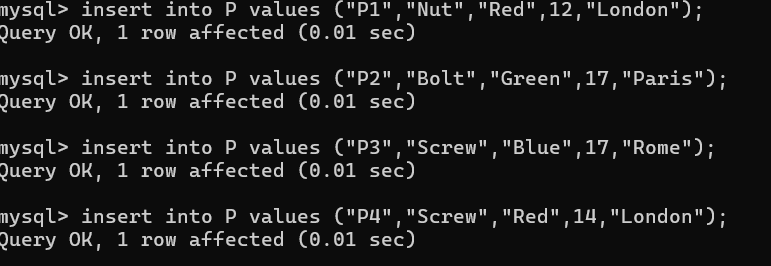 mysql> insert into P values ("P1","Nut","Red",12,"London");
Query OK, 1 row affected (0.01 sec)
mysql> insert into P values ("P2","Bolt","Green",17,"Paris");
Query OK, 1 row affected (0.01 sec)
mysql> insert into P values ("P3","Screw","Blue",17,"Rome");
Query OK, 1 row affected (0.01 sec)
mysql> insert into P values ("P4","Screw","Red",14,"London");
Query OK, 1 row affected (0.01 sec)